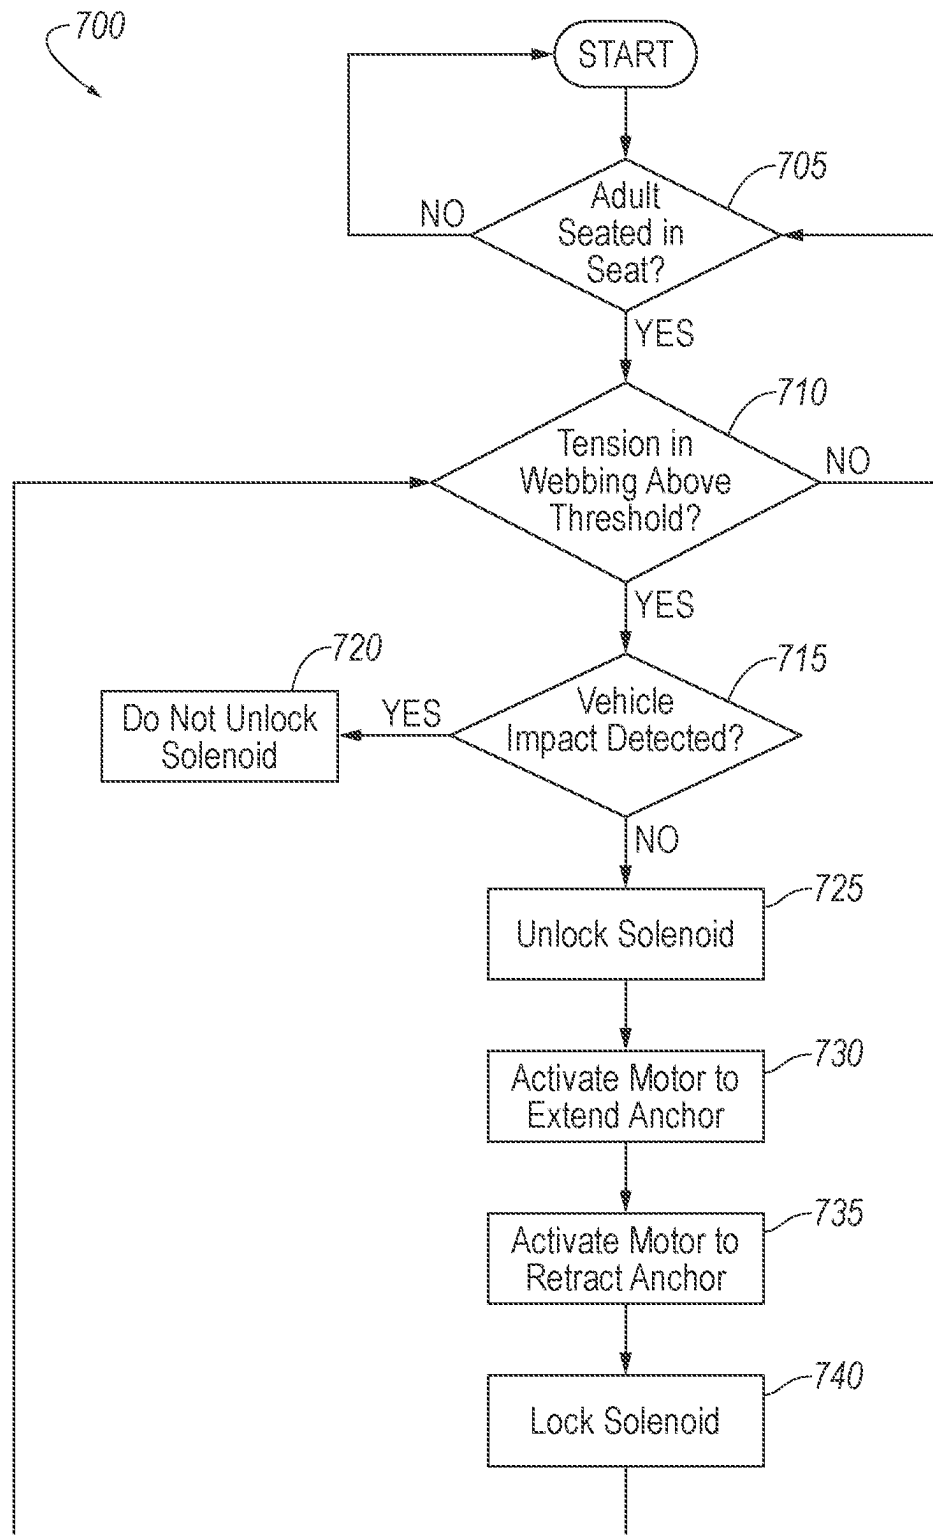 700
START
705
Adult
Seated in
Seat?
NO
YES
710
Tension in
Webbing Above
Threshold?
NO
YES
720
715
Do Not Unlock
Solenoid
YES
Vehicle
Impact Detected?
NO
725
Unlock Solenoid
730
Activate Motor to
Extend Anchor
735
Activate Motor to
Retract Anchor
740
Lock Solenoid